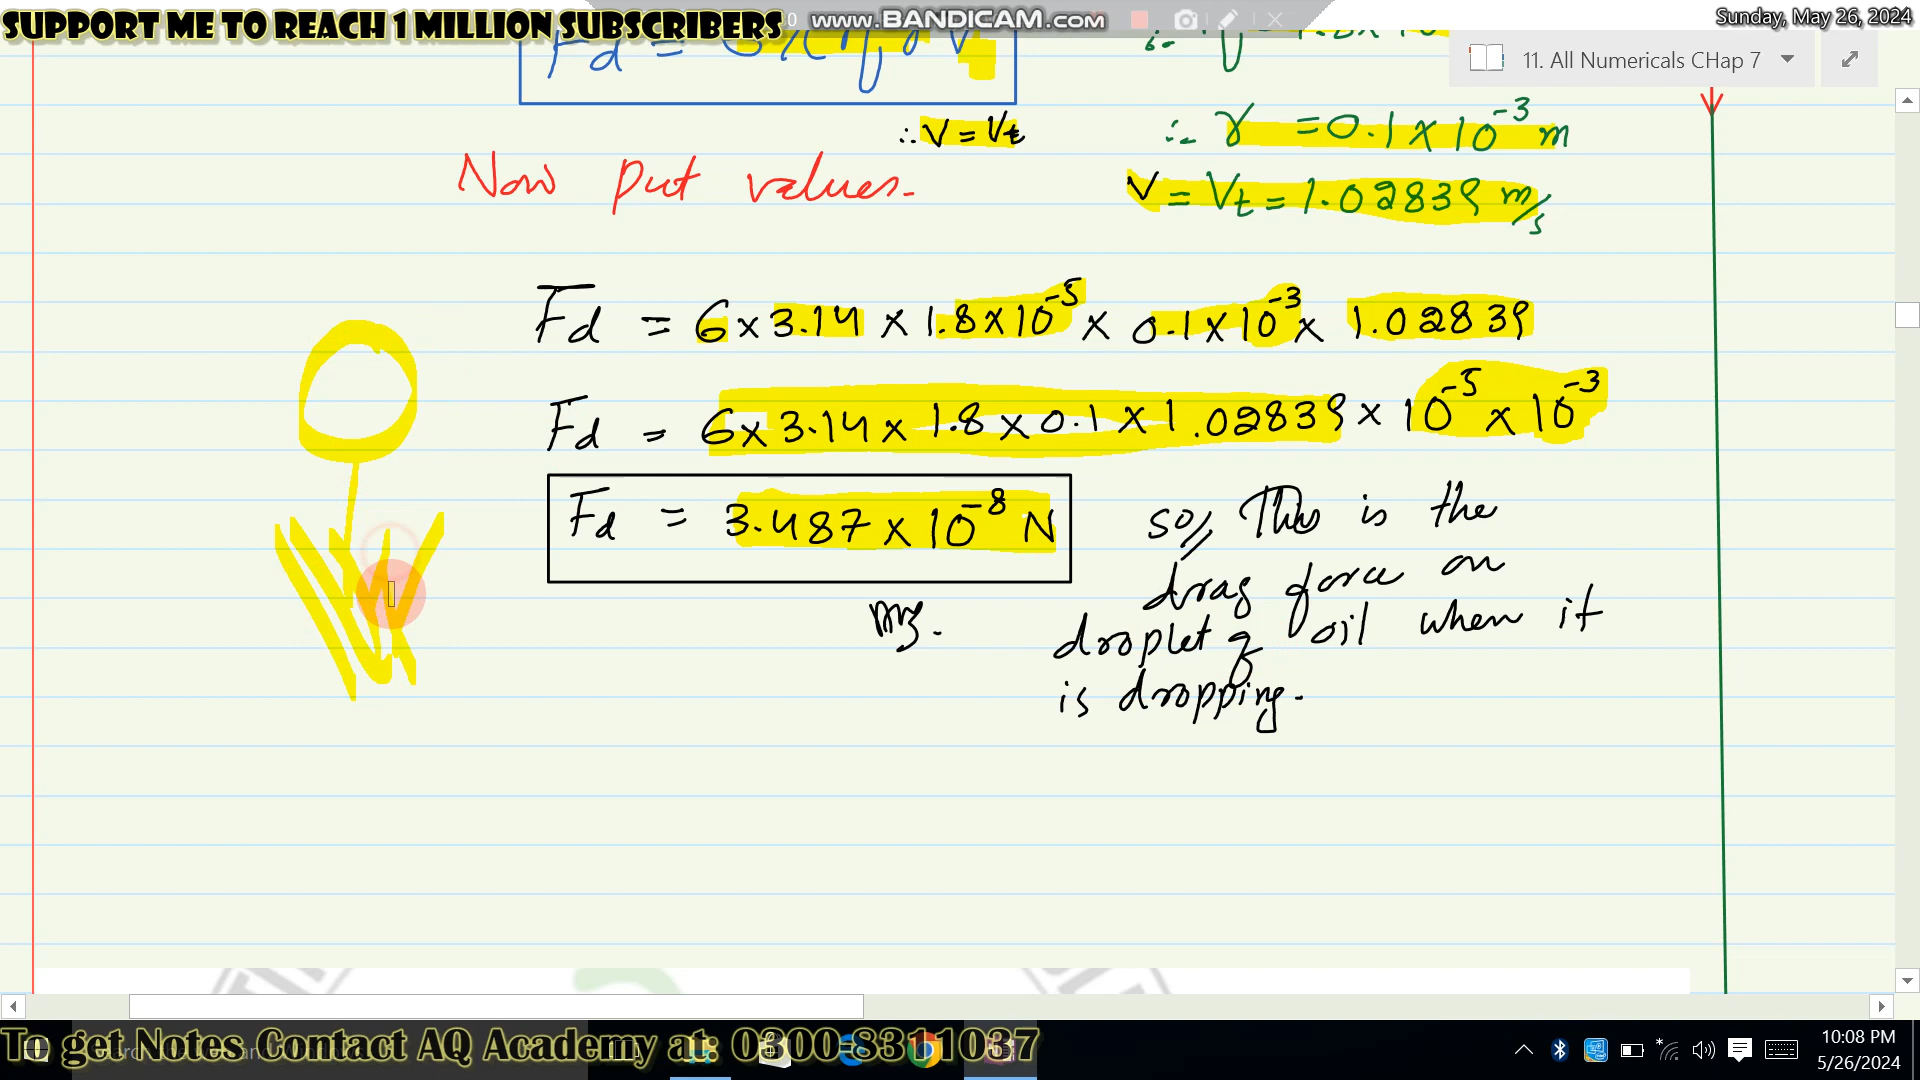 SUPPORT ME TO REACH 1 MILLION SUBSCRIBERS
www.BANDICAM.com
Sunday, May 26, 2024
11. All Numericals CHap 7
∴ V = Vt
∴ r = 0.1 × 10⁻³ m
Now put values.
V = Vt = 1.02839 m/s
Fd = 6 × 3.14 × 1.8 × 10⁻⁵ × 0.1 × 10⁻³ × 1.02839
Fd = 6 × 3.14 × 1.8 × 0.1 × 1.02839 × 10⁻⁵ × 10⁻³
Fd = 3.487 × 10⁻⁸ N
so, This is the
drag force on
droplet of oil when it
is dropping.
To get Notes Contact AQ Academy at: 0300-8311037
10:08 PM
5/26/2024